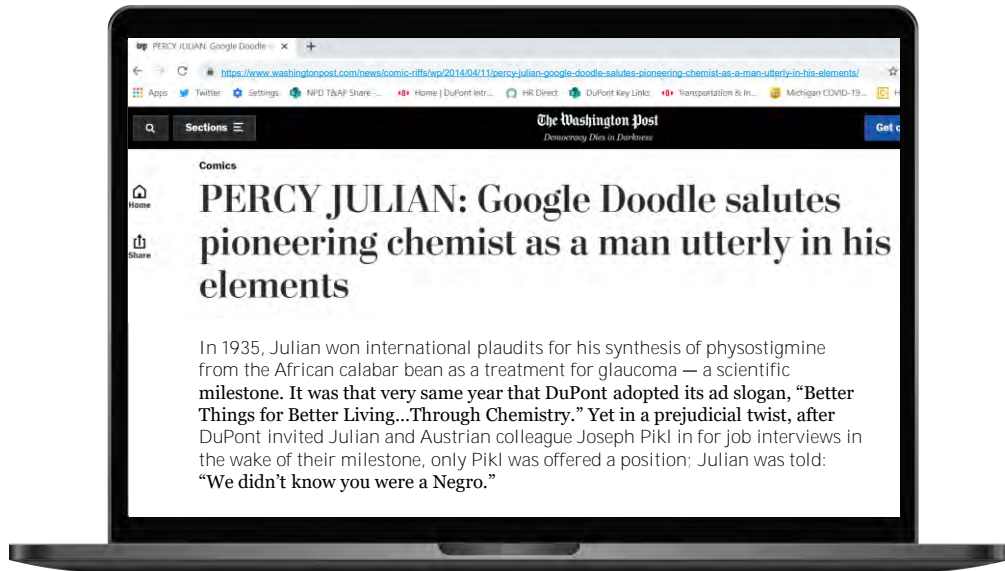 wp PERCY JULIAN: Google Doodle
https://www.washingtonpost.com/news/comic-riffs/wp/2014/04/11/percy-julian-google-doodle-salutes-pioneering-chemist-as-a-man-utterly-in-his-elements/
Apps Twitter Settings NPD T&AF Share -... Home | DuPont Intr... HR Direct DuPont Key Links Transportation & In... Michigan COVID-19... H
Sections The Washington Post Get
Democracy Dies in Darkness
Comics
Home
Share
PERCY JULIAN: Google Doodle salutes
pioneering chemist as a man utterly in his
elements
In 1935, Julian won international plaudits for his synthesis of physostigmine
from the African calabar bean as a treatment for glaucoma — a scientific
milestone. It was that very same year that DuPont adopted its ad slogan, “Better
Things for Better Living...Through Chemistry.” Yet in a prejudicial twist, after
DuPont invited Julian and Austrian colleague Joseph Pikl in for job interviews in
the wake of their milestone, only Pikl was offered a position; Julian was told:
“We didn’t know you were a Negro.”